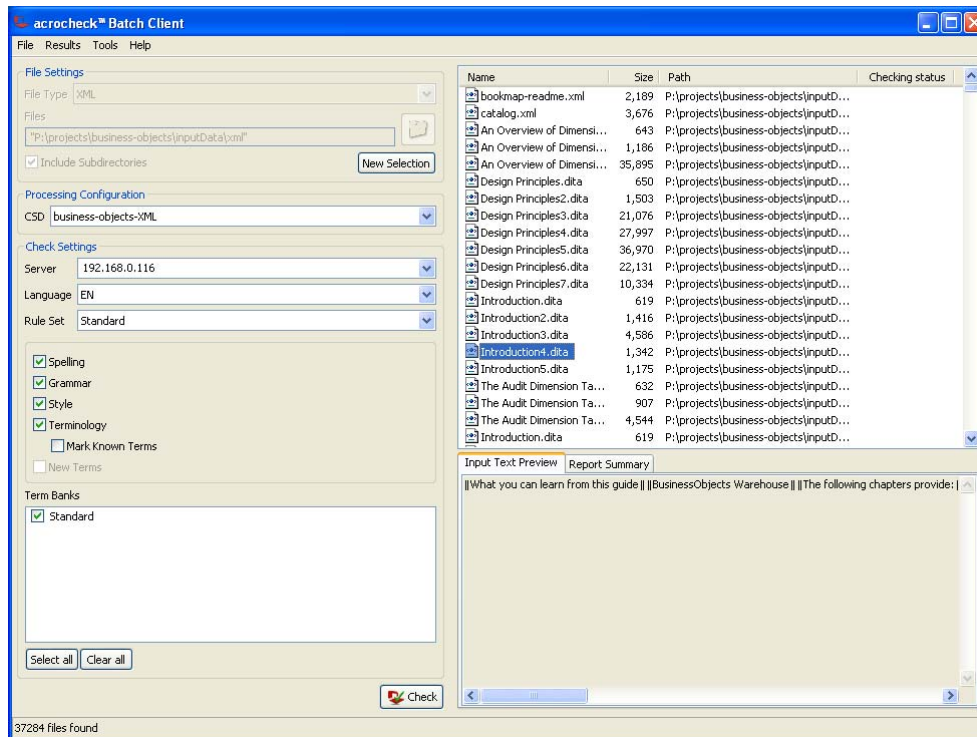 acrocheck™ Batch Client
File Results Tools Help
File Settings
File Type XML
Files
"P:\projects\business-objects\inputData\xml"
Include Subdirectories
New Selection
Processing Configuration
CSD business-objects-XML
Check Settings
Server 192.168.0.116
Language EN
Rule Set Standard
Spelling
Grammar
Style
Terminology
Mark Known Terms
New Terms
Term Banks
Standard
Select all Clear all
Check
Name Size Path Checking status
bookmap-readme.xml 2,189 P:\projects\business-objects\inputD...
catalog.xml 3,676 P:\projects\business-objects\inputD...
An Overview of Dimensi... 643 P:\projects\business-objects\inputD...
An Overview of Dimensi... 1,186 P:\projects\business-objects\inputD...
An Overview of Dimensi... 35,895 P:\projects\business-objects\inputD...
Design Principles.dita 650 P:\projects\business-objects\inputD...
Design Principles2.dita 1,503 P:\projects\business-objects\inputD...
Design Principles3.dita 21,076 P:\projects\business-objects\inputD...
Design Principles4.dita 27,997 P:\projects\business-objects\inputD...
Design Principles5.dita 36,970 P:\projects\business-objects\inputD...
Design Principles6.dita 22,131 P:\projects\business-objects\inputD...
Design Principles7.dita 10,334 P:\projects\business-objects\inputD...
Introduction.dita 619 P:\projects\business-objects\inputD...
Introduction2.dita 1,416 P:\projects\business-objects\inputD...
Introduction3.dita 4,586 P:\projects\business-objects\inputD...
Introduction4.dita 1,342 P:\projects\business-objects\inputD...
Introduction5.dita 1,175 P:\projects\business-objects\inputD...
The Audit Dimension Ta... 632 P:\projects\business-objects\inputD...
The Audit Dimension Ta... 907 P:\projects\business-objects\inputD...
The Audit Dimension Ta... 4,544 P:\projects\business-objects\inputD...
Introduction.dita 619 P:\projects\business-objects\inputD...
Input Text Preview Report Summary
||What you can learn from this guide|| ||BusinessObjects Warehouse|| ||The following chapters provide: |
37284 files found